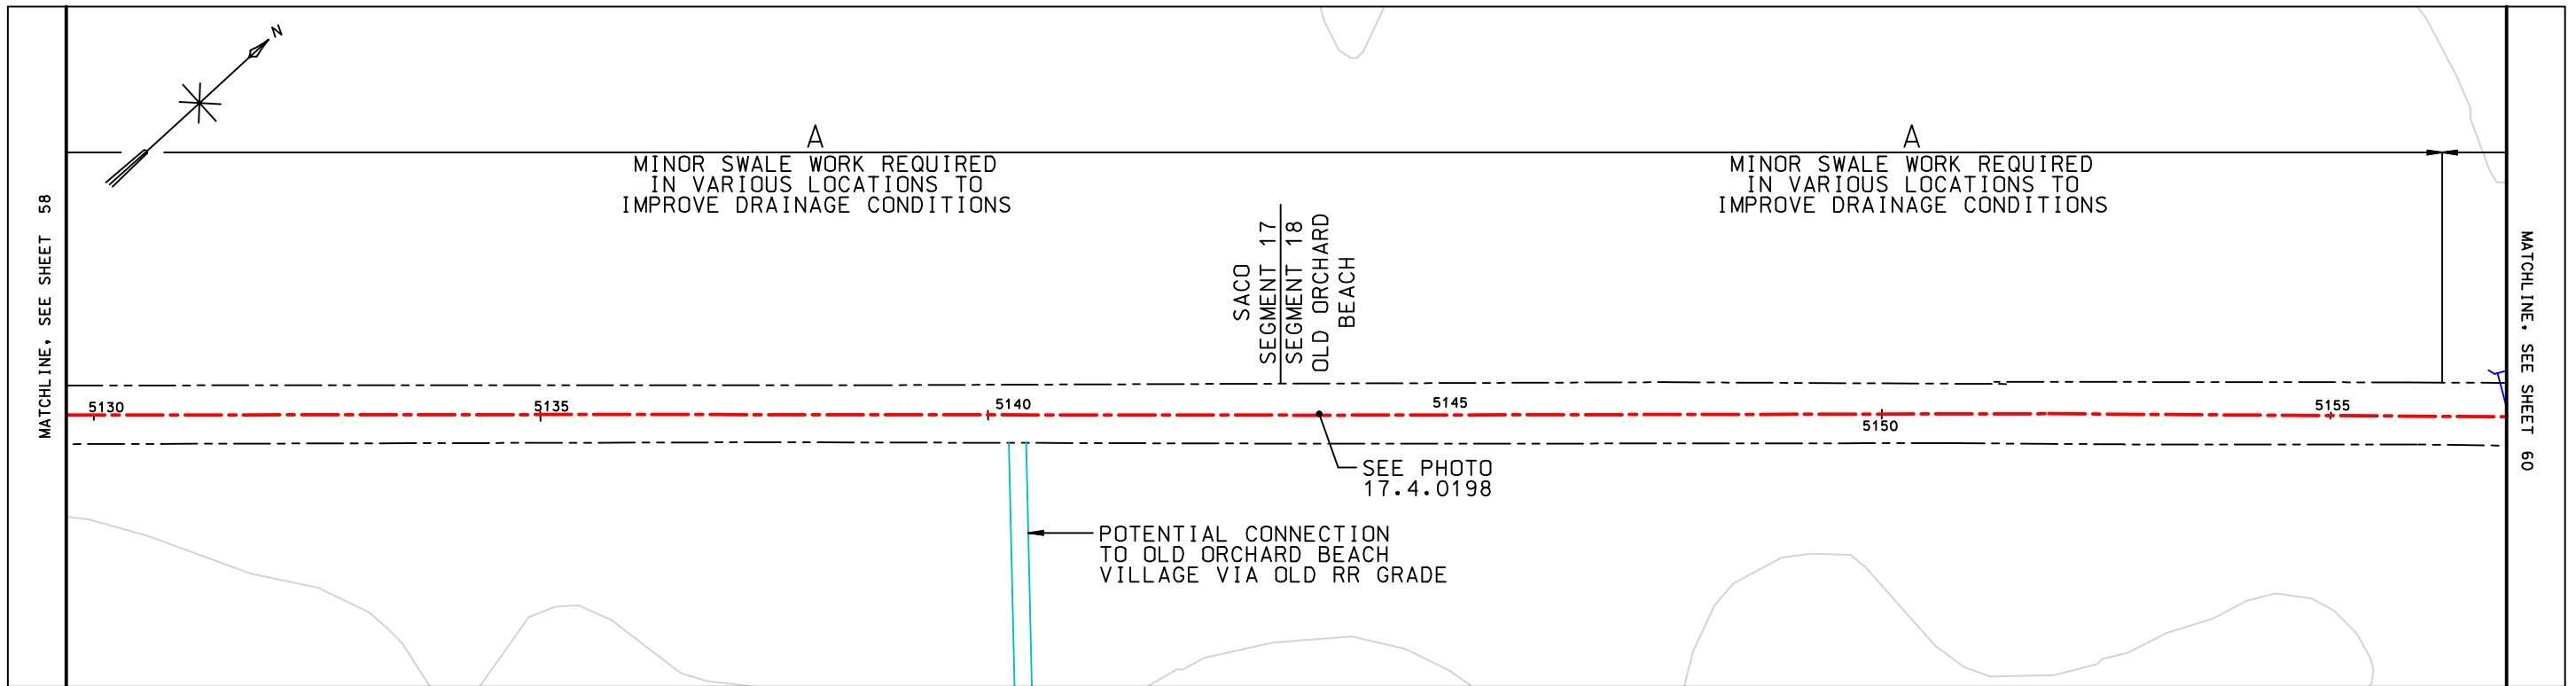 N
A
MINOR SWALE WORK REQUIRED
IN VARIOUS LOCATIONS TO
IMPROVE DRAINAGE CONDITIONS
A
MINOR SWALE WORK REQUIRED
IN VARIOUS LOCATIONS TO
IMPROVE DRAINAGE CONDITIONS
MATCHLINE, SEE SHEET 58
SACO
SEGMENT 17
SEGMENT 18
OLD ORCHARD
BEACH
MATCHLINE, SEE SHEET 60
5130
5135
5140
5145
5150
5155
SEE PHOTO
17.4.0198
POTENTIAL CONNECTION
TO OLD ORCHARD BEACH
VILLAGE VIA OLD RR GRADE